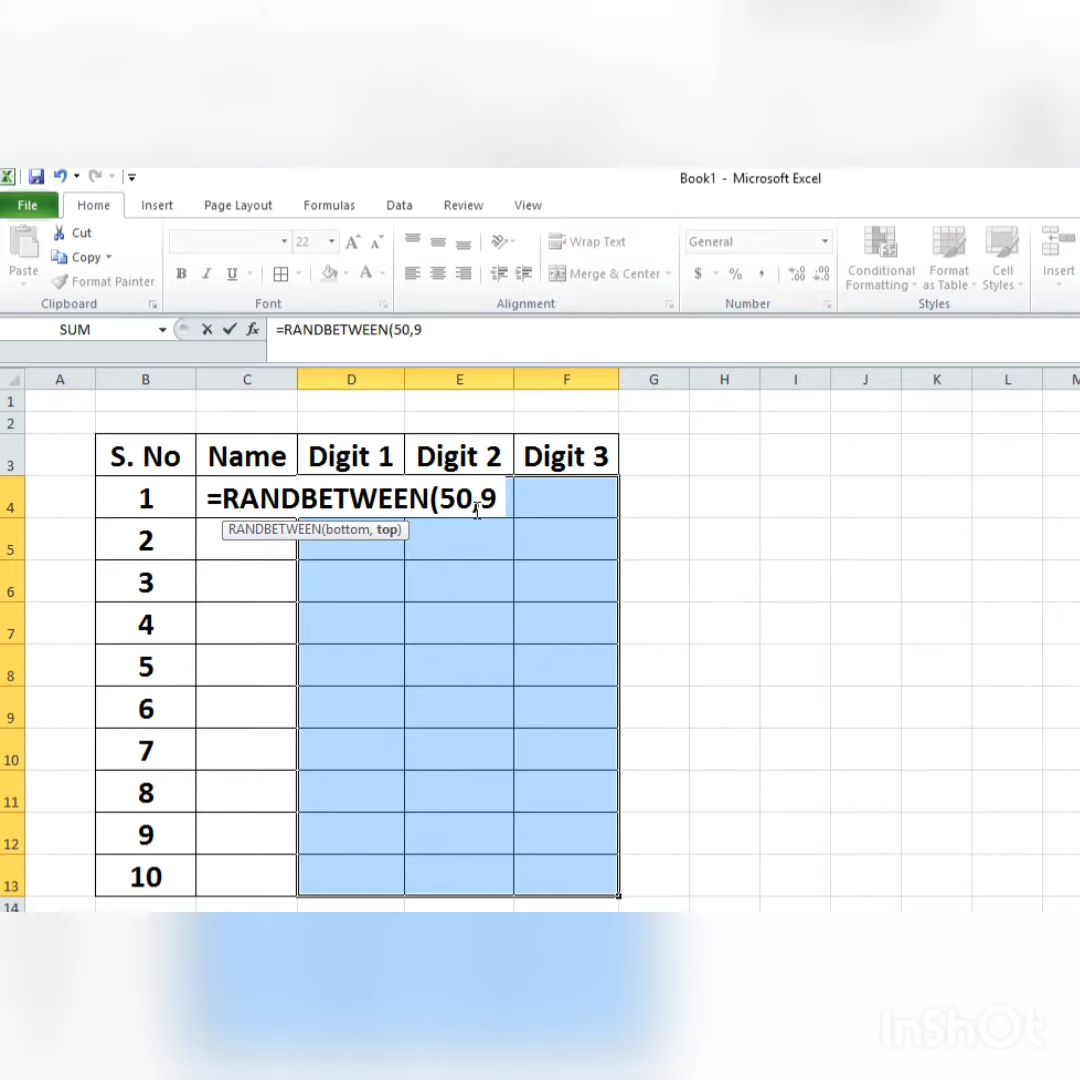 Book1 - Microsoft Excel
File Home Insert Page Layout Formulas Data Review View
Paste
Cut
Copy
Format Painter
22
B I U
A
Wrap Text
Merge & Center
General
$ % ,
Conditional Formatting
Format as Table
Cell Styles
Insert
Clipboard Font Alignment Number Styles
SUM fx =RANDBETWEEN(50,9
A B C D E F G H I J K L M
1
2
3 S. No Name Digit 1 Digit 2 Digit 3
4 1 =RANDBETWEEN(50,9
RANDBETWEEN(bottom, top)
5 2
6 3
7 4
8 5
9 6
10 7
11 8
12 9
13 10
14
InShOt